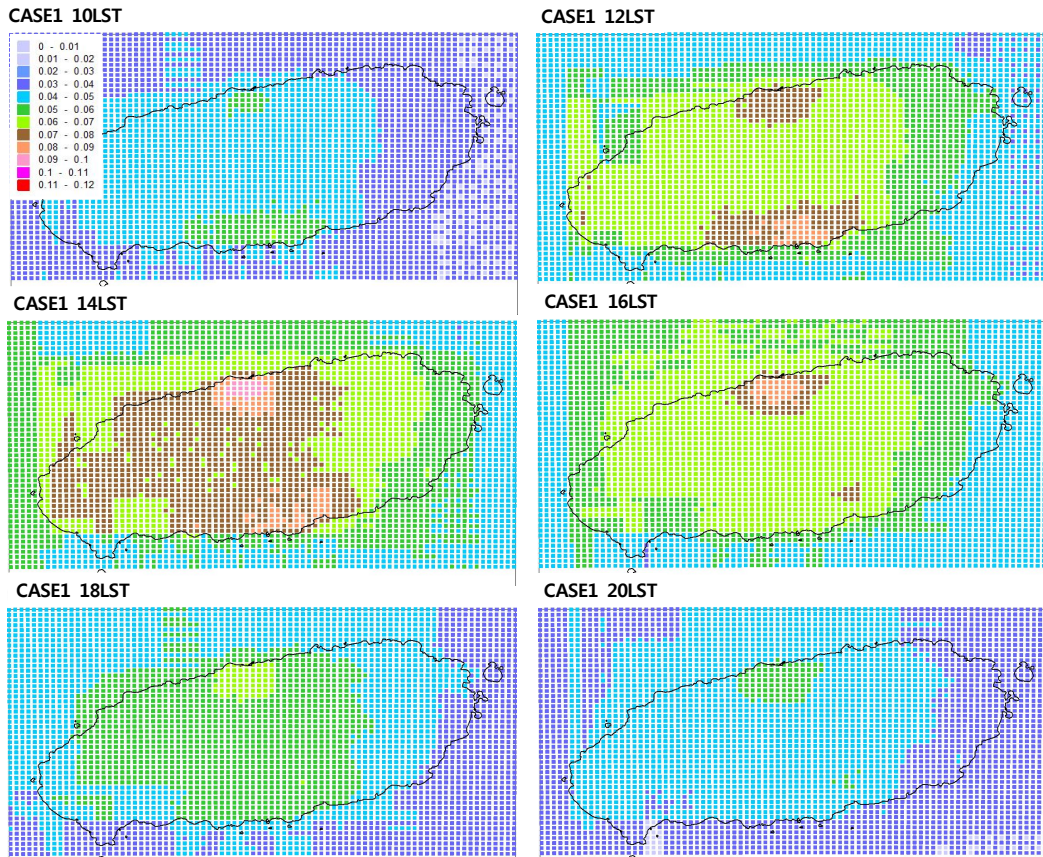 CASE1 10LST
CASE1 12LST
0 - 0.01
0.01 - 0.02
0.02 - 0.03
0.03 - 0.04
0.04 - 0.05
0.05 - 0.06
0.06 - 0.07
0.07 - 0.08
0.08 - 0.09
0.09 - 0.1
0.1 - 0.11
0.11 - 0.12
CASE1 14LST
CASE1 16LST
CASE1 18LST
CASE1 20LST